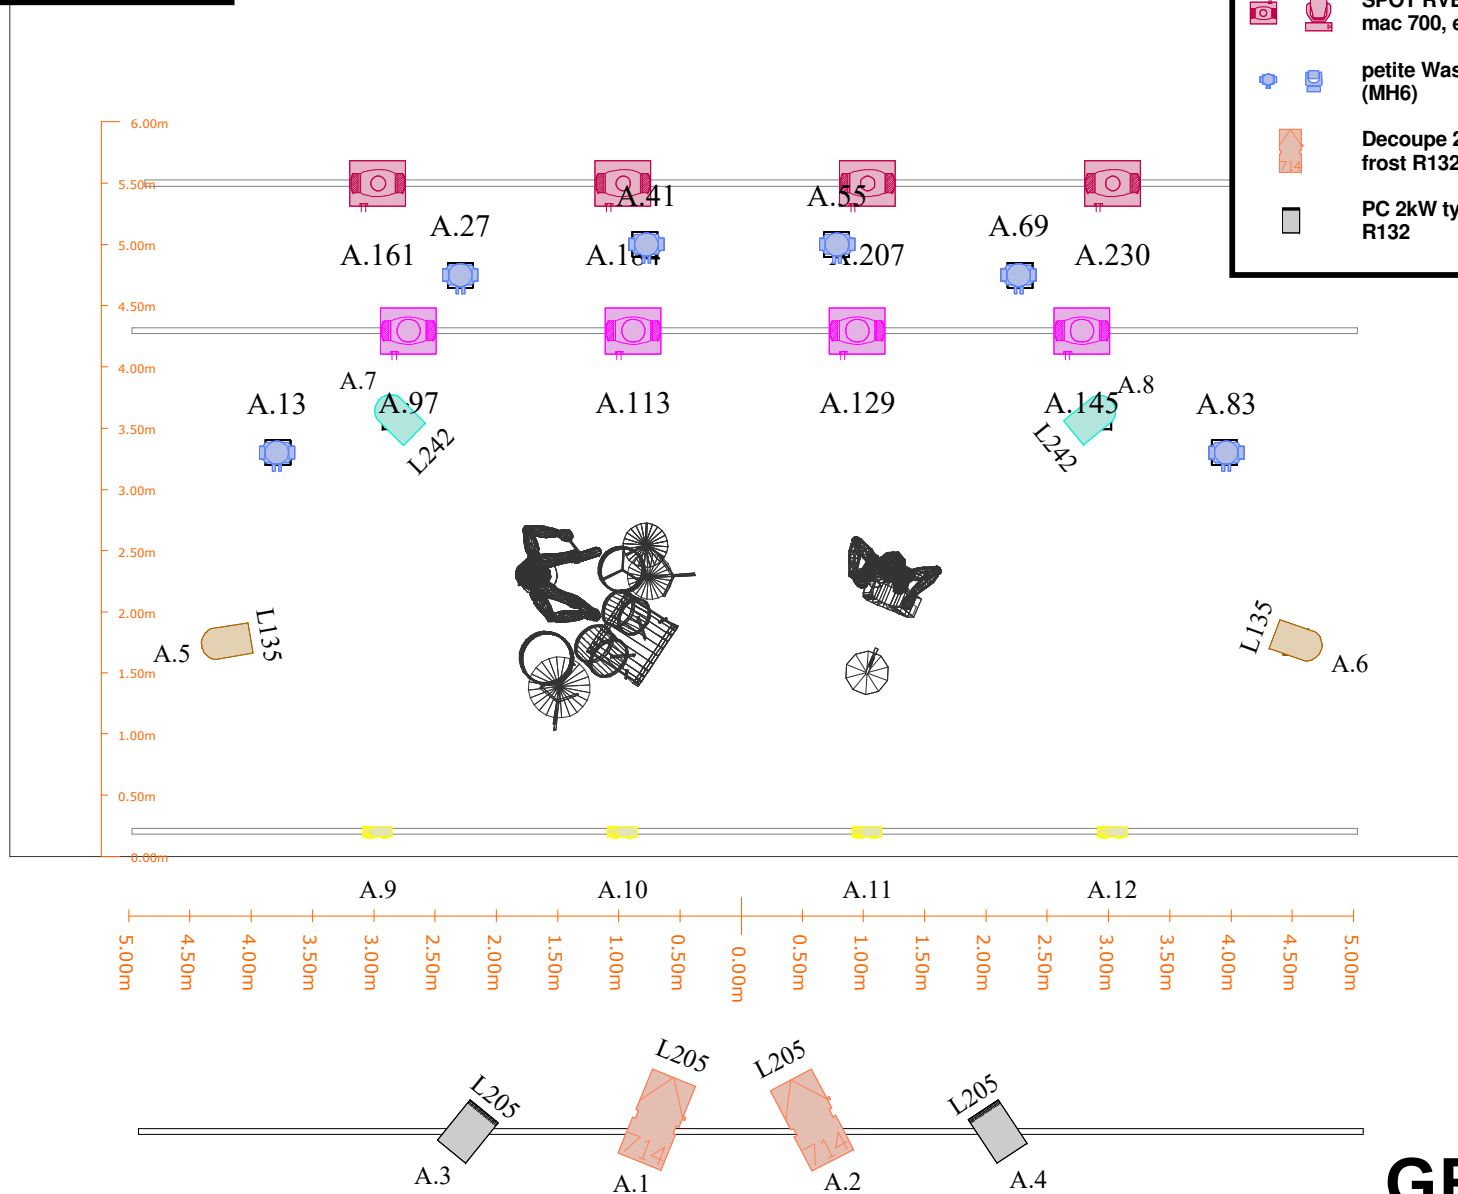 mac 700, e
petite Was
(MH6)
Decoupe 2
frost R132
714
PC 2kW ty
R132
6.00m
5.50m
A.41
A.55
A.27
A.69
5.00m
A.161
A.207
A.230
4.50m
4.00m
A.7
A.8
A.13
A.97
A.113
A.129
A.145
A.83
3.50m
L242
L242
3.00m
2.50m
2.00m
L135
L135
A.5
A.6
1.50m
1.00m
0.50m
0.00m
A.9
A.10
A.11
A.12
5.00m
4.50m
4.00m
3.50m
3.00m
2.50m
2.00m
1.50m
1.00m
0.50m
0.00m
0.50m
1.00m
1.50m
2.00m
2.50m
3.00m
3.50m
4.00m
4.50m
5.00m
L205
L205
L205
L205
714
714
A.3
A.1
A.2
A.4